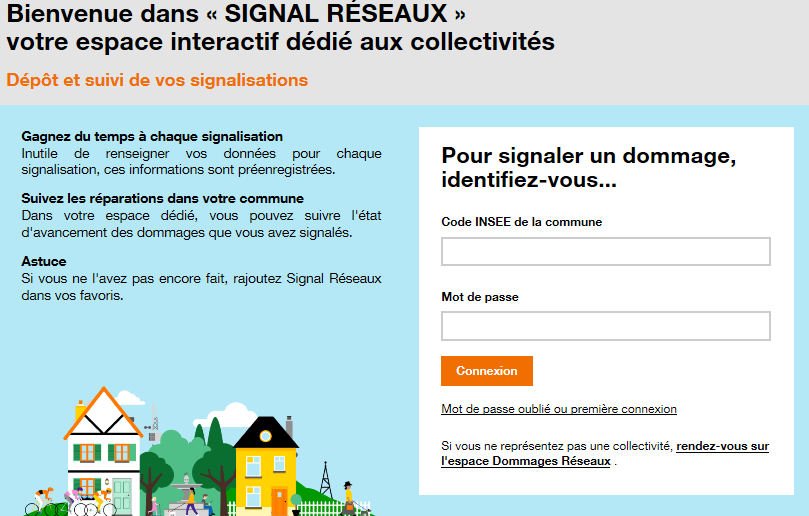 Bienvenue dans « SIGNAL RÉSEAUX »
votre espace interactif dédié aux collectivités
Dépôt et suivi de vos signalisations
Gagnez du temps à chaque signalisation
Inutile de renseigner vos données pour chaque
signalisation, ces informations sont préenregistrées.
Suivez les réparations dans votre commune
Dans votre espace dédié, vous pouvez suivre l'état
d'avancement des dommages que vous avez signalés.
Astuce
Si vous ne l'avez pas encore fait, rajoutez Signal Réseaux
dans vos favoris.
Pour signaler un dommage,
identifiez-vous...
Code INSEE de la commune
Mot de passe
Connexion
Mot de passe oublié ou première connexion
Si vous ne représentez pas une collectivité, rendez-vous sur
l'espace Dommages Réseaux .